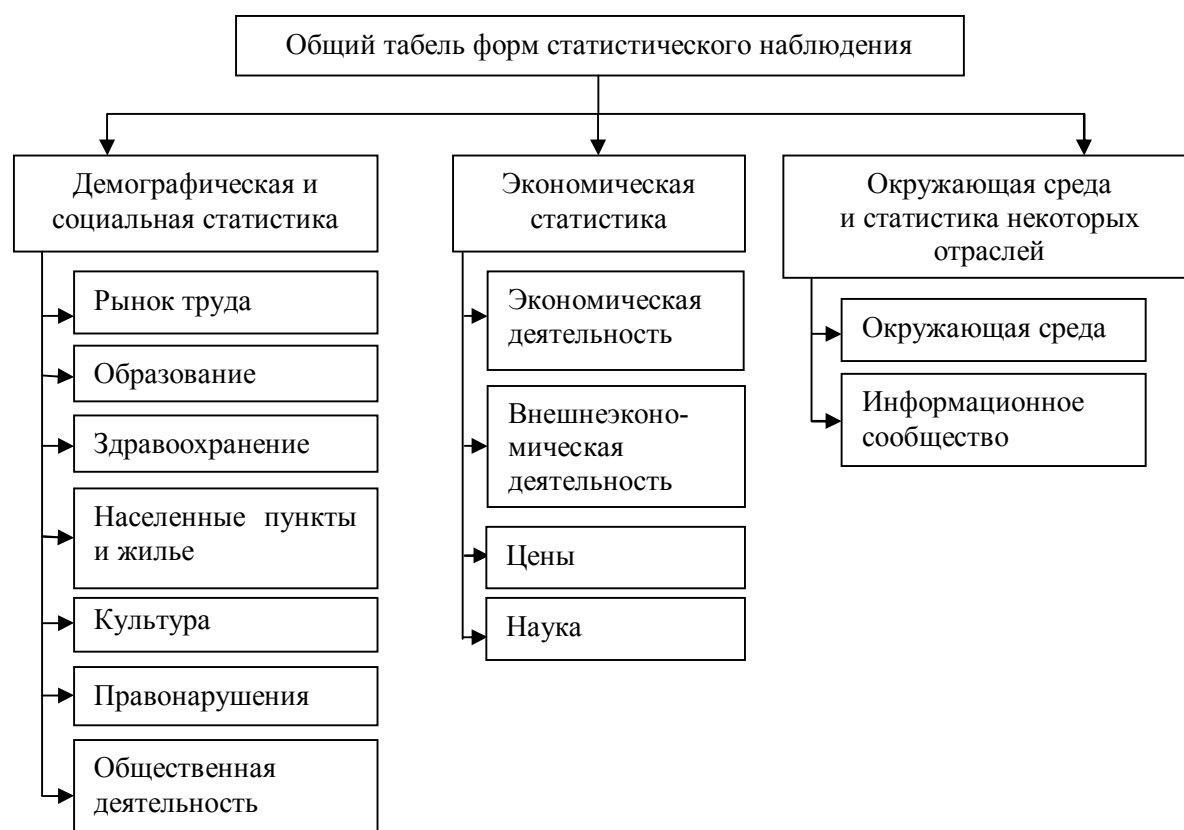 Общий табель форм статистического наблюдения
Демографическая и
социальная статистика
Рынок труда
Образование
Здравоохранение
Населенные пункты
и жилье
Культура
Правонарушения
Общественная
деятельность
Экономическая
статистика
Экономическая
деятельность
Внешнеэконо-
мическая
деятельность
Цены
Наука
Окружающая среда
и статистика некоторых
отраслей
Окружающая среда
Информационное
сообщество